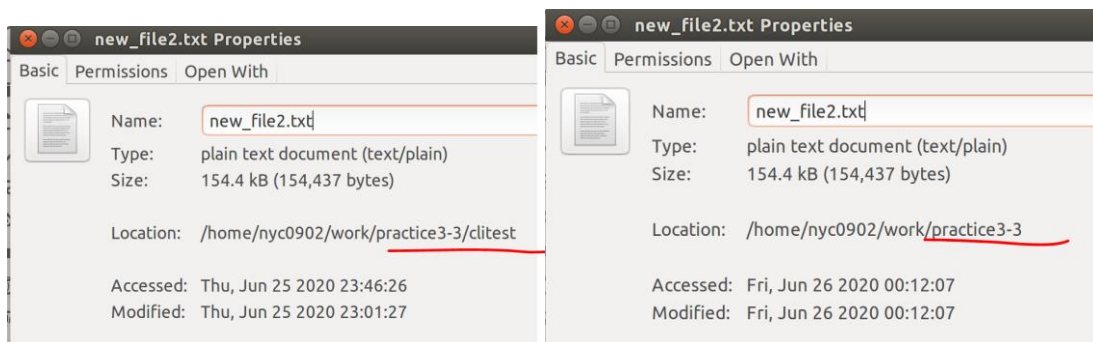 new_file2.txt Properties
Basic Permissions Open With
Name: new_file2.txt
Type: plain text document (text/plain)
Size: 154.4 kB (154,437 bytes)
Location: /home/nyc0902/work/practice3-3/clitest
Accessed: Thu, Jun 25 2020 23:46:26
Modified: Thu, Jun 25 2020 23:01:27
new_file2.txt Properties
Basic Permissions Open With
Name: new_file2.txt
Type: plain text document (text/plain)
Size: 154.4 kB (154,437 bytes)
Location: /home/nyc0902/work/practice3-3
Accessed: Fri, Jun 26 2020 00:12:07
Modified: Fri, Jun 26 2020 00:12:07